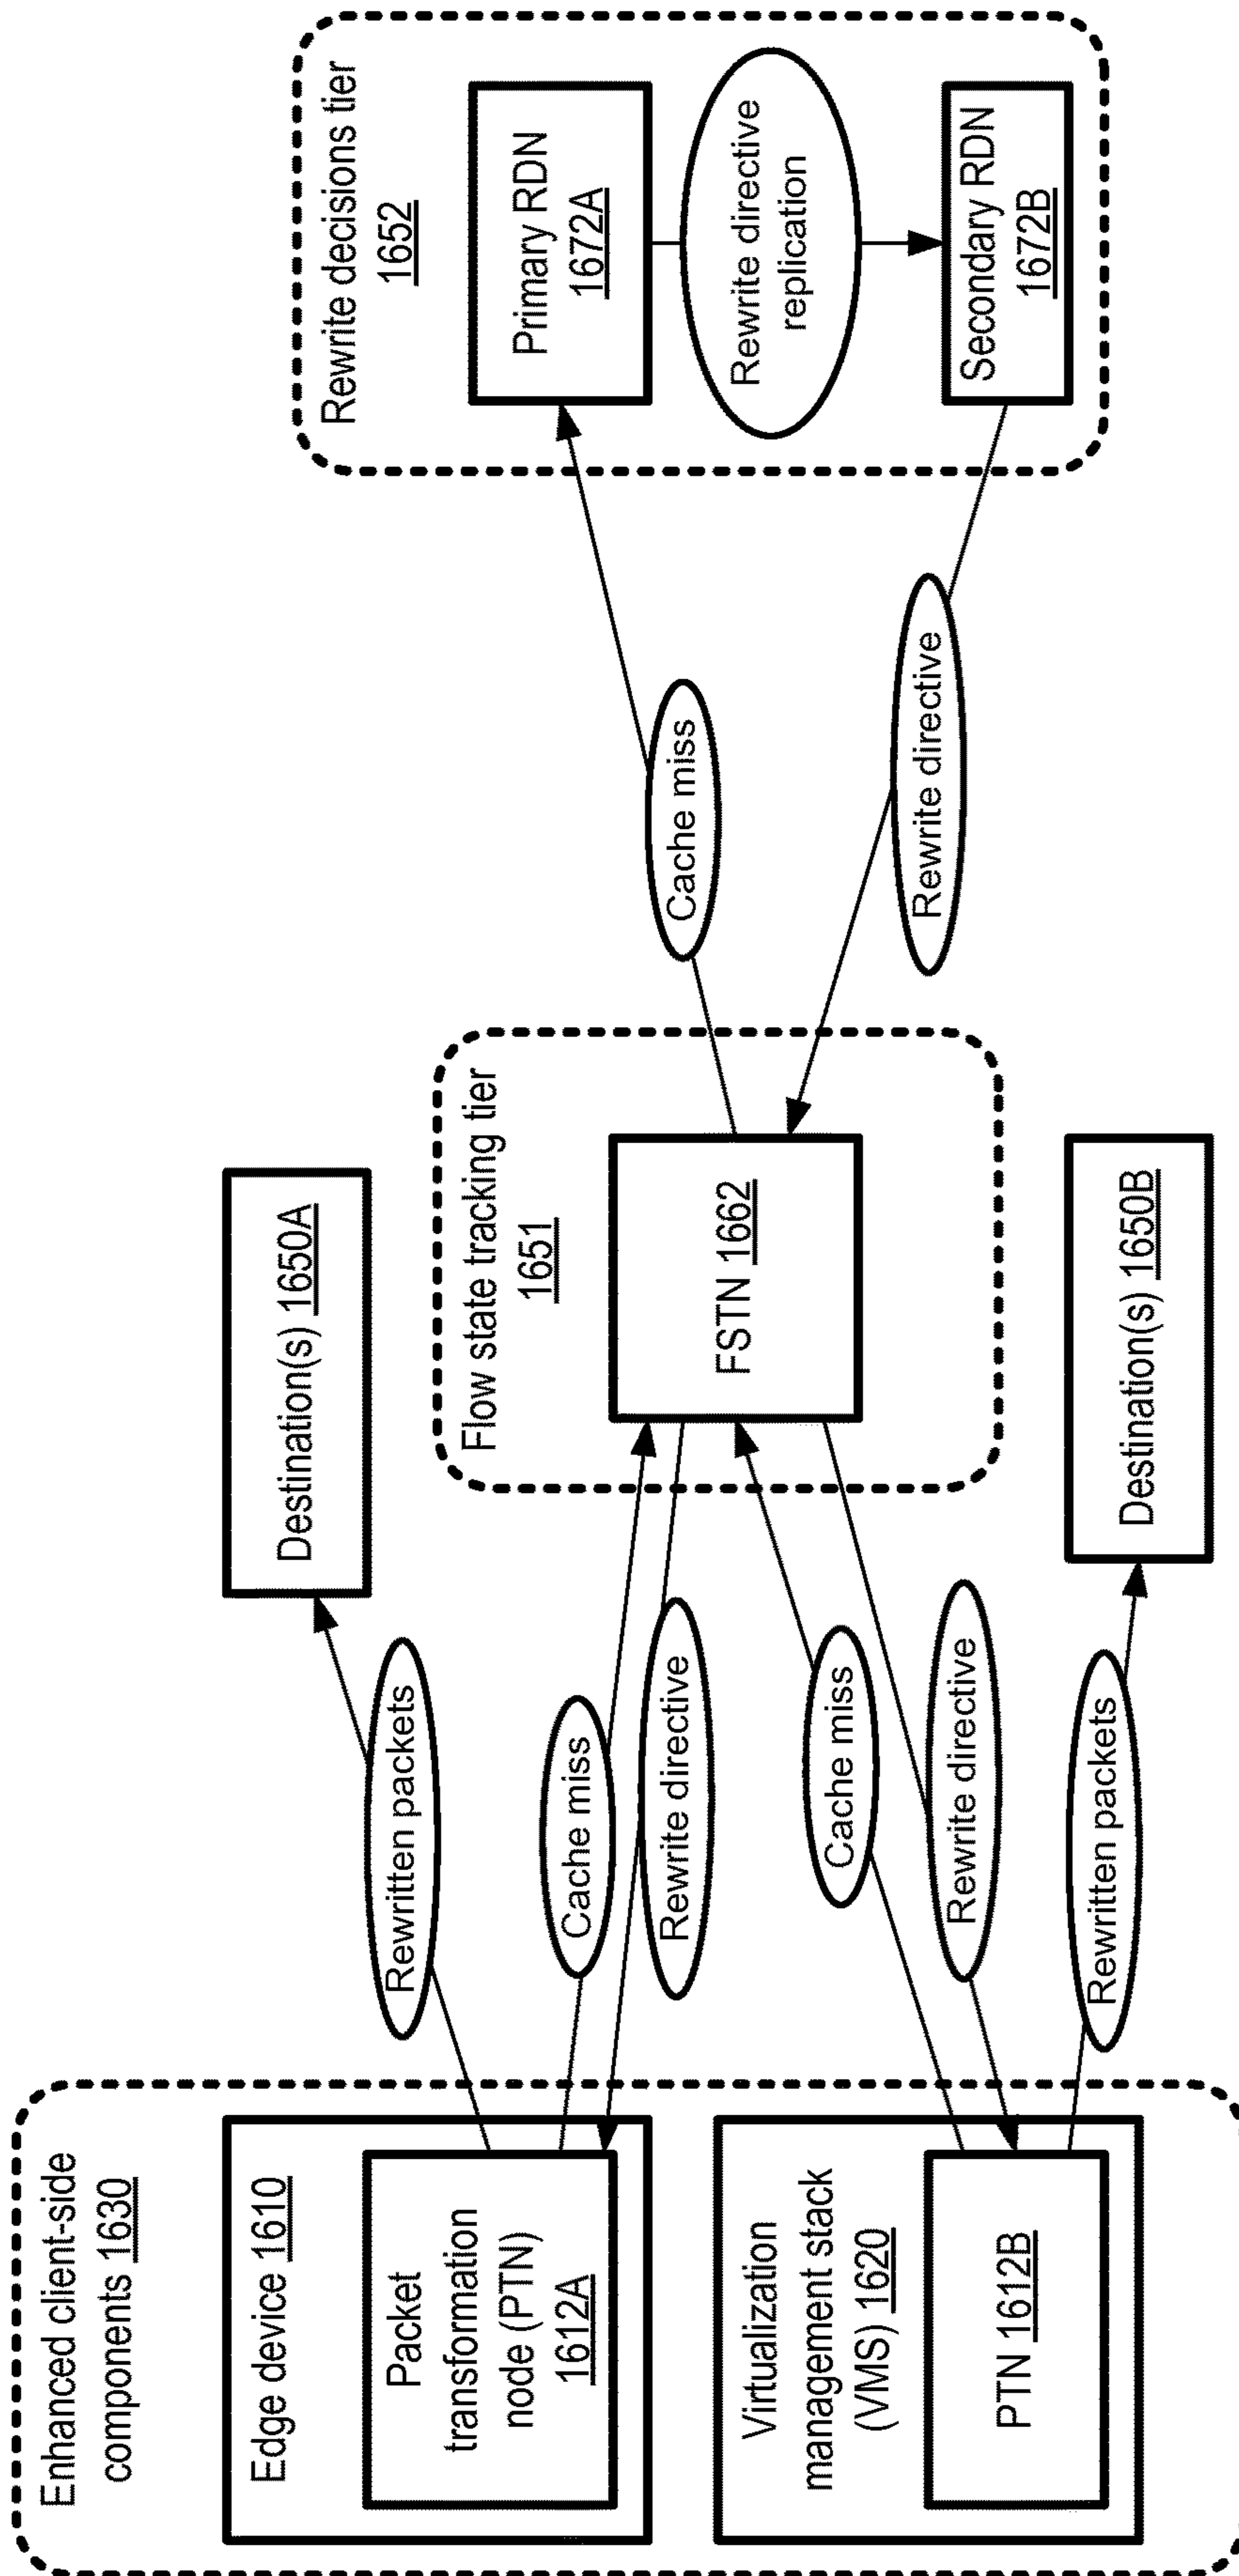 Enhanced client-side
components 1630
Edge device 1610
Packet
transformation
node (PTN)
1612A
Virtualization
management stack
(VMS) 1620
PTN 1612B
Rewritten packets
Cache miss
Rewrite directive
Cache miss
Rewrite directive
Rewritten packets
Destination(s) 1650A
Flow state tracking tier
1651
FSTN 1662
Destination(s) 1650B
Cache miss
Rewrite directive
Rewrite decisions tier
1652
Primary RDN
1672A
Rewrite directive
replication
Secondary RDN
1672B